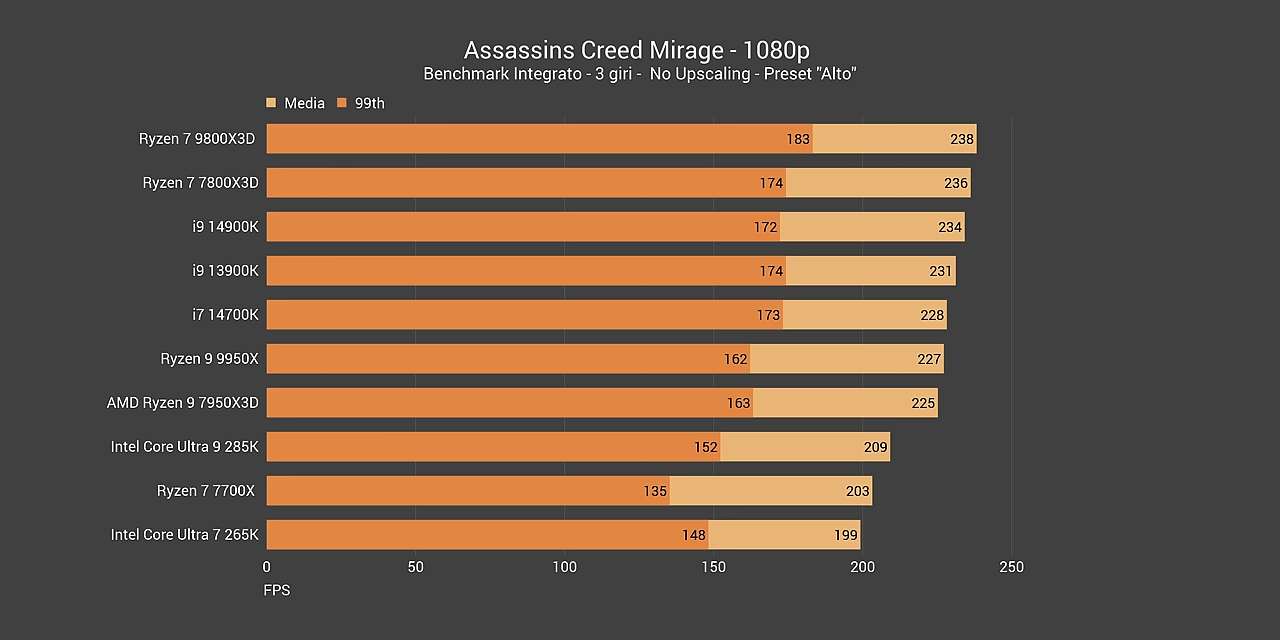 Assassins Creed Mirage - 1080p
Benchmark Integrato - 3 giri - No Upscaling - Preset "Alto"
Media 99th
Ryzen 7 9800X3D 183 238
Ryzen 7 7800X3D 174 236
i9 14900K 172 234
i9 13900K 174 231
i7 14700K 173 228
Ryzen 9 9950X 162 227
AMD Ryzen 9 7950X3D 163 225
Intel Core Ultra 9 285K 152 209
Ryzen 7 7700X 135 203
Intel Core Ultra 7 265K 148 199
0 50 100 150 200 250
FPS